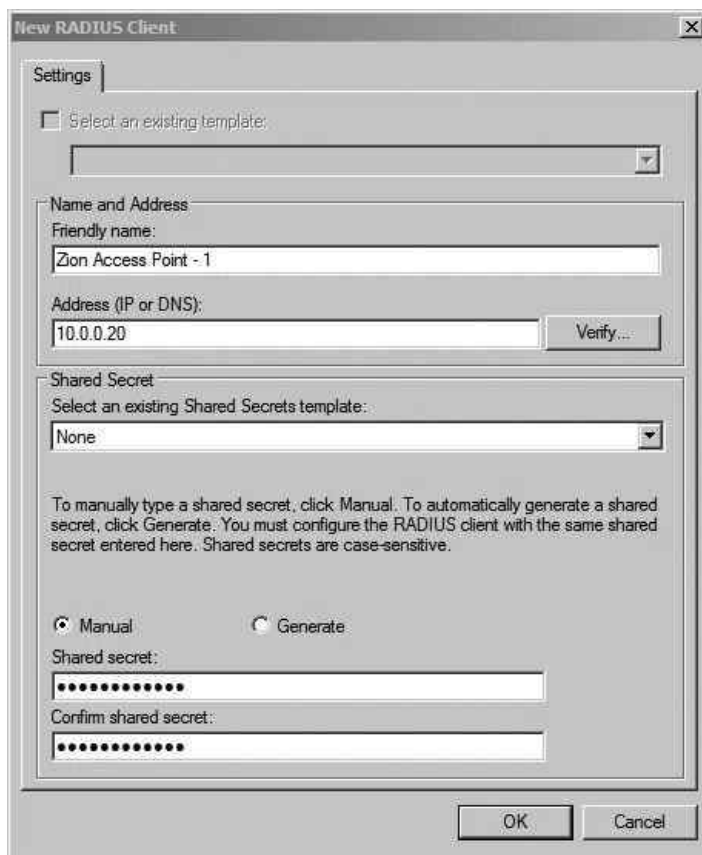 New RADIUS Client
Settings
Select an existing template:
Name and Address
Friendly name:
Zion Access Point - 1
Address (IP or DNS):
10.0.0.20
Verify...
Shared Secret
Select an existing Shared Secrets template:
None
To manually type a shared secret, click Manual. To automatically generate a shared
secret, click Generate. You must configure the RADIUS client with the same shared
secret entered here. Shared secrets are case-sensitive.
Manual Generate
Shared secret:
••••••••••••
Confirm shared secret:
••••••••••••
OK Cancel